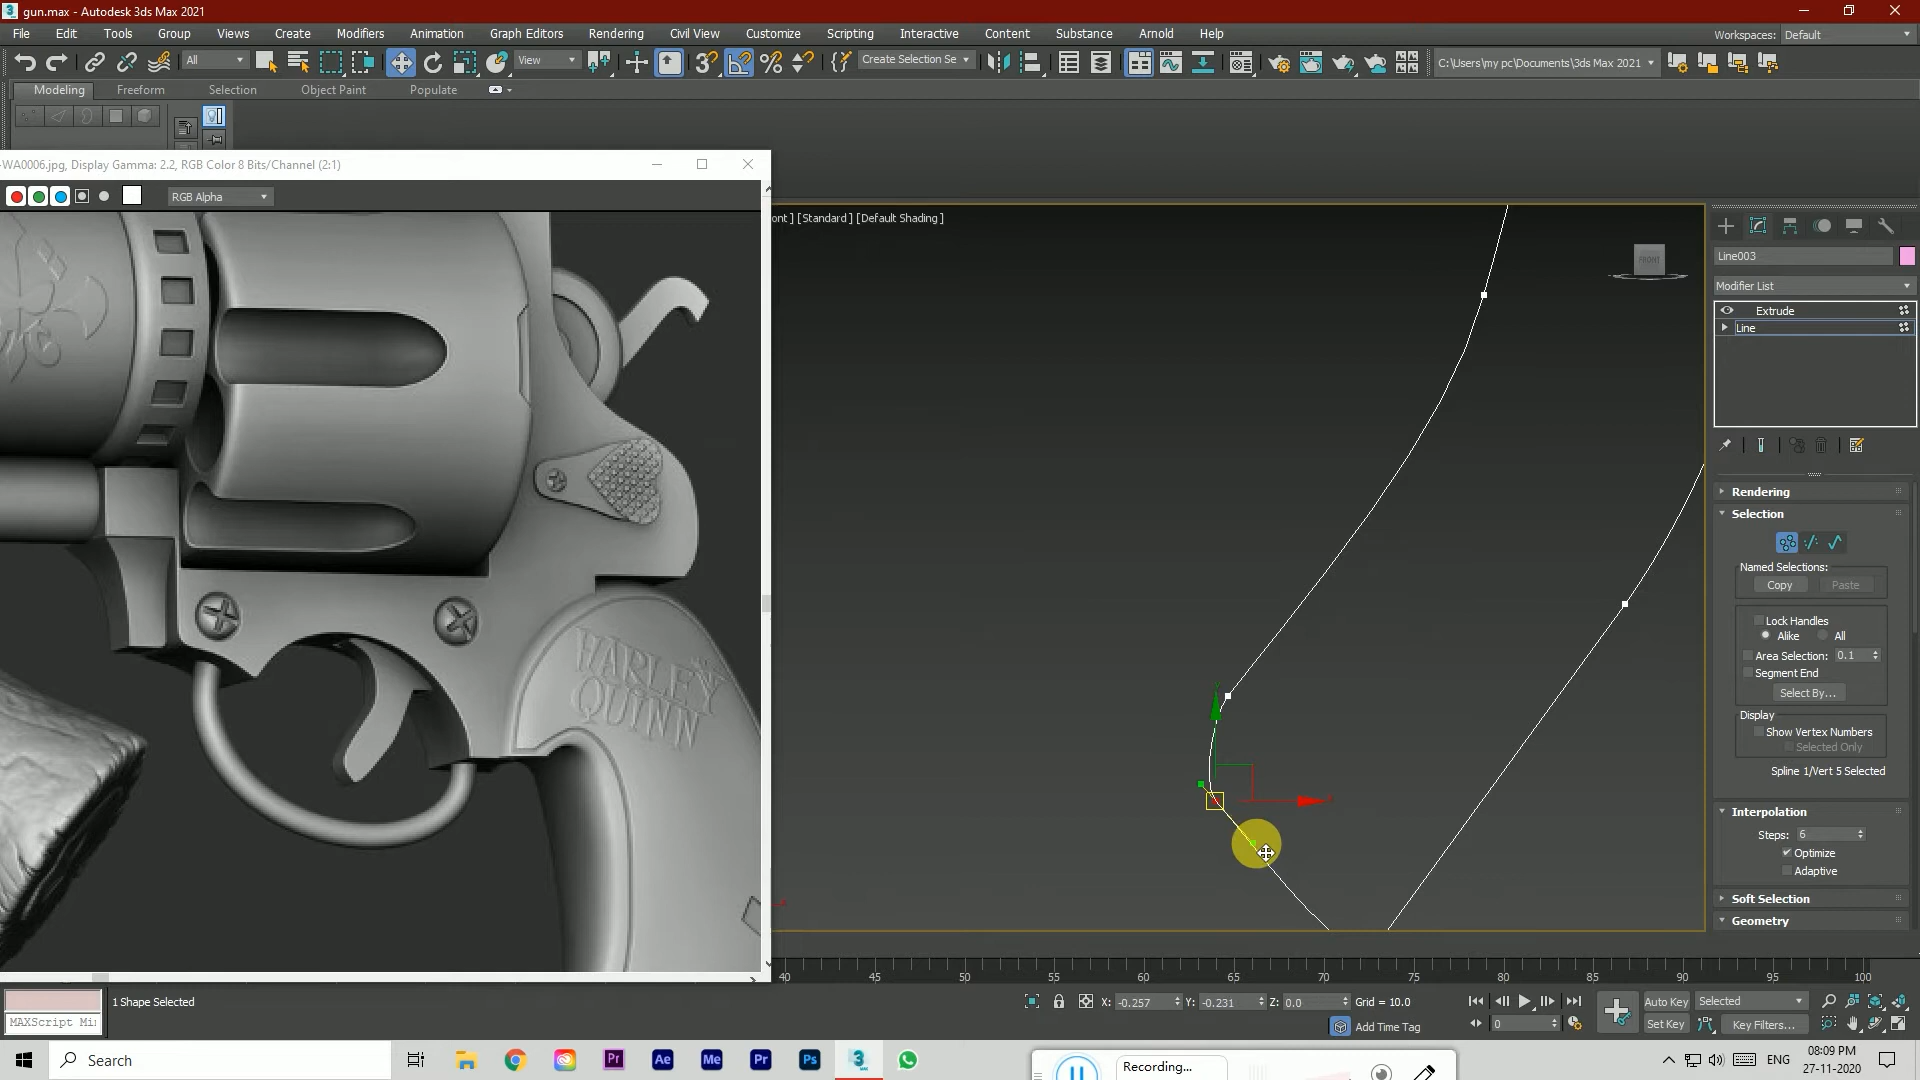 gun.max - Autodesk 3ds Max 2021
File Edit Tools Group Views Create Modifiers Animation Graph Editors Rendering Civil View Customize Scripting Interactive Content Substance Arnold Help
Workspaces: Default
All View Create Selection Se C:\Users\my pc\Documents\3ds Max 2021
Modeling Freeform Selection Object Paint Populate
-WA0006.jpg, Display Gamma: 2.2, RGB Color 8 Bits/Channel (2:1)
RGB Alpha
ont ] [Standard ] [Default Shading ]
FRONT
HARLEY
QUINN
Line003
Modifier List
Extrude
Line
Rendering
Selection
Named Selections:
Copy Paste
Lock Handles
Alike All
Area Selection: 0.1
Segment End
Select By...
Display
Show Vertex Numbers
Selected Only
Spline 1/Vert 5 Selected
Interpolation
Steps: 6
Optimize
Adaptive
Soft Selection
Geometry
40 45 50 55 60 65 70 75 80 85 90 95 100
1 Shape Selected
MAXScript Mi
X: -0.257 Y: -0.231 Z: 0.0 Grid = 10.0
Add Time Tag
Auto Key Selected
0 Set Key Key Filters...
Search
Recording...
ENG
08:09 PM
27-11-2020